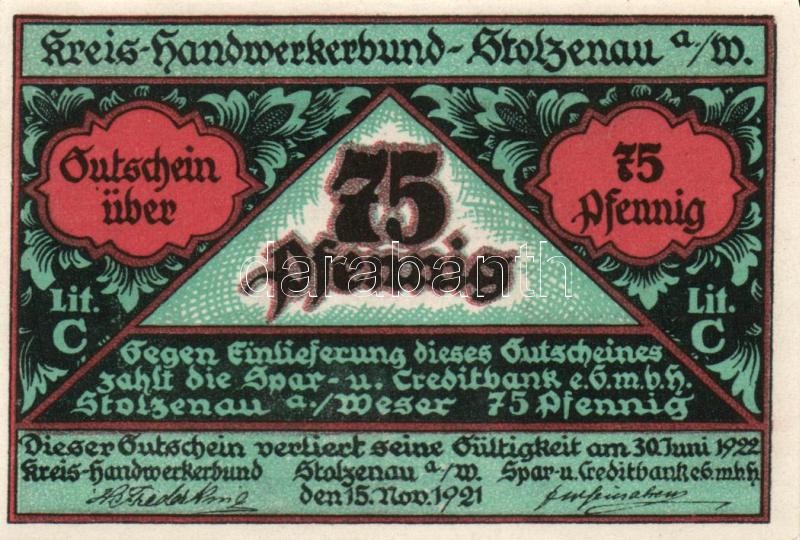 Kreis-Handwerkerbund-Stolzenau a./W.
Gutschein
über
75
Pfennig
75
Pfennig
darabanth
Lit.
C
Lit.
C
Gegen Einlieferung dieses Gutscheines
zahlt die Spar- u. Creditbank e.G.m.b.H.
Stolzenau a./Weser 75 Pfennig
Dieser Gutschein verliert seine Gültigkeit am 30. Juni 1922
Kreis-Handwerkerbund Stolzenau a./W. Spar-u. Creditbank e.G.m.b.H.
den 15. Nov. 1921